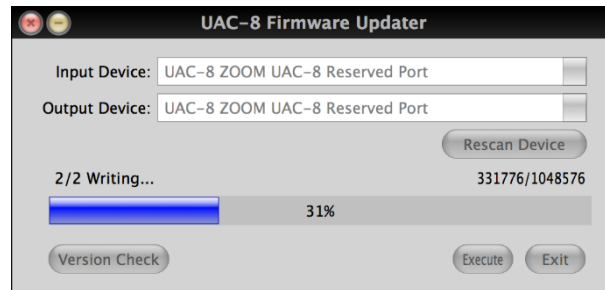 UAC-8 Firmware Updater
Input Device: UAC-8 ZOOM UAC-8 Reserved Port
Output Device: UAC-8 ZOOM UAC-8 Reserved Port
Rescan Device
2/2 Writing... 331776/1048576
31%
Version Check Execute Exit